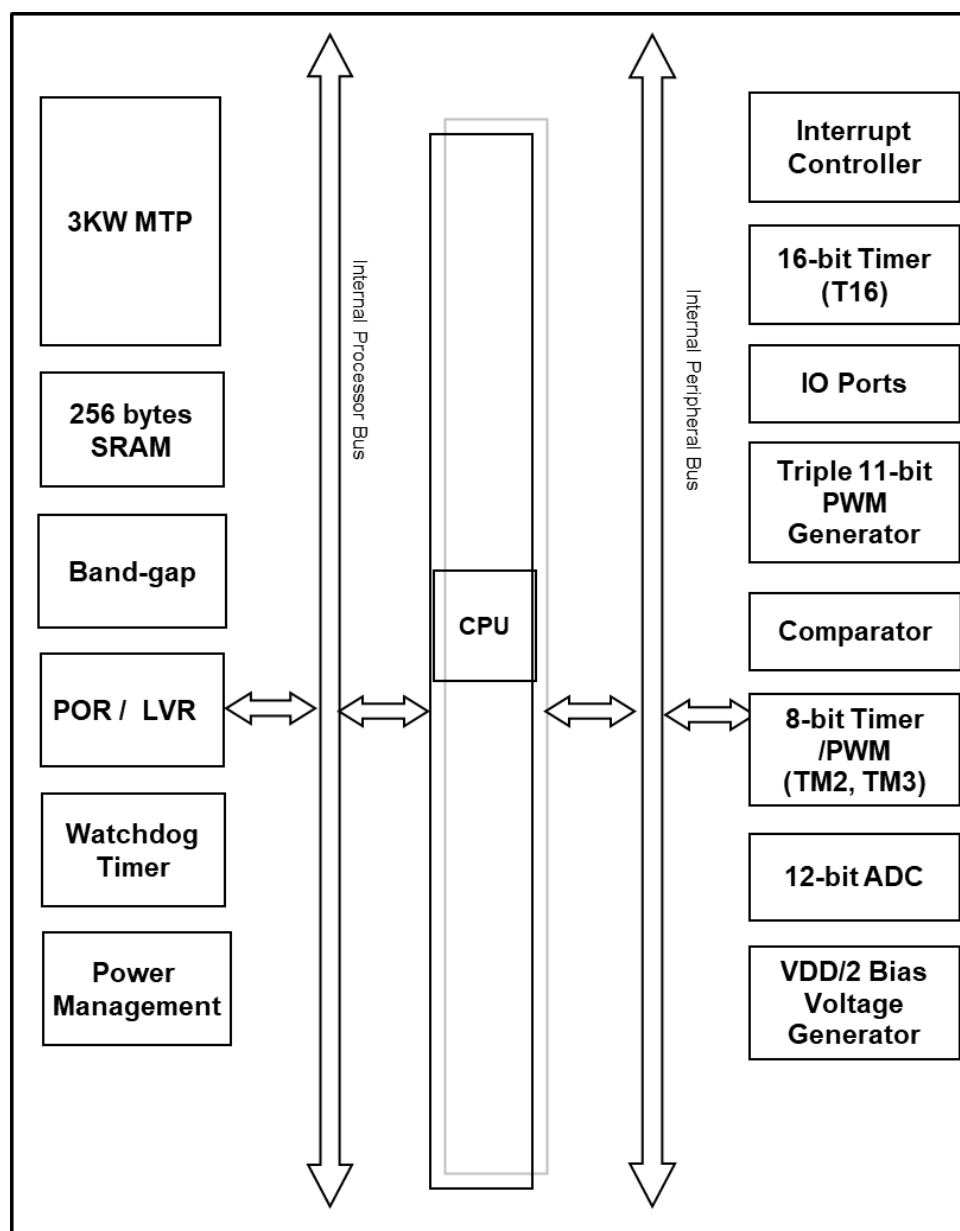 3KW MTP
256 bytes
SRAM
Band-gap
POR / LVR
Watchdog
Timer
Power
Management
Internal Processor Bus
CPU
Internal Peripheral Bus
Interrupt
Controller
16-bit Timer
(T16)
IO Ports
Triple 11-bit
PWM
Generator
Comparator
8-bit Timer
/PWM
(TM2, TM3)
12-bit ADC
VDD/2 Bias
Voltage
Generator